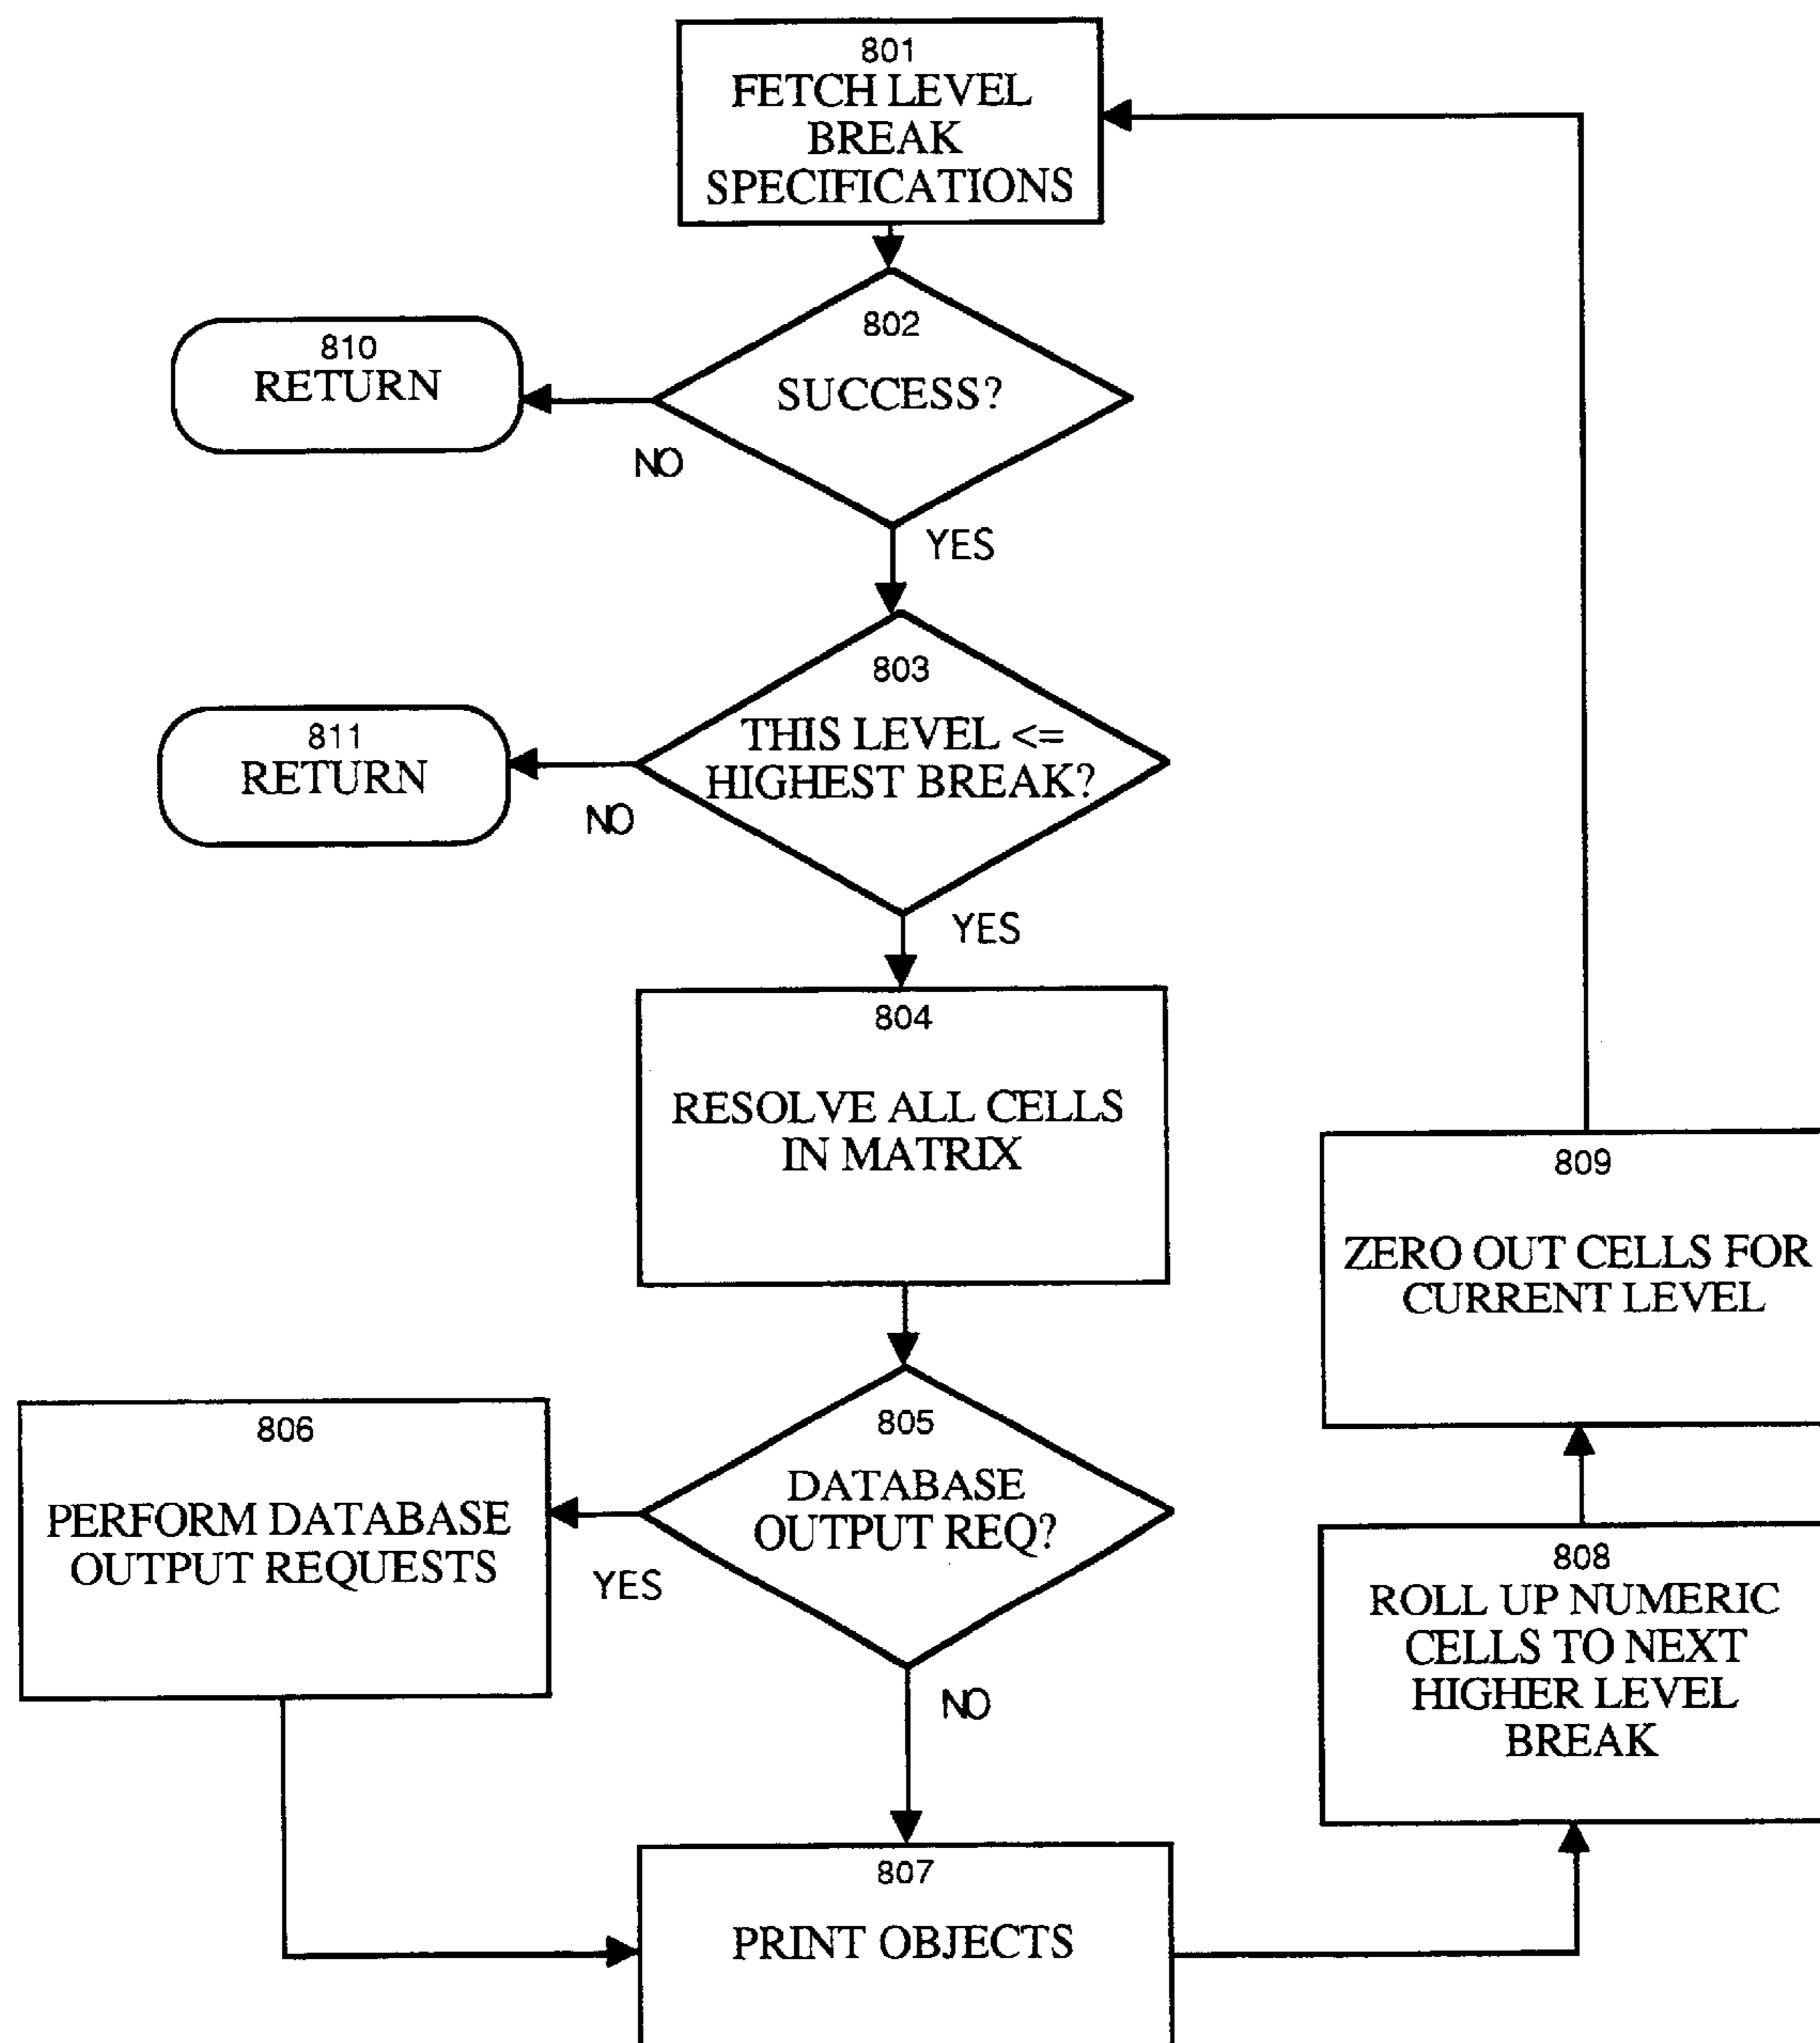 801
FETCH LEVEL
BREAK
SPECIFICATIONS
802
SUCCESS?
810
RETURN
NO
YES
803
THIS LEVEL <=
HIGHEST BREAK?
811
RETURN
NO
YES
804
RESOLVE ALL CELLS
IN MATRIX
805
DATABASE
OUTPUT REQ?
806
PERFORM DATABASE
OUTPUT REQUESTS
YES
NO
807
PRINT OBJECTS
808
ROLL UP NUMERIC
CELLS TO NEXT
HIGHER LEVEL
BREAK
809
ZERO OUT CELLS FOR
CURRENT LEVEL